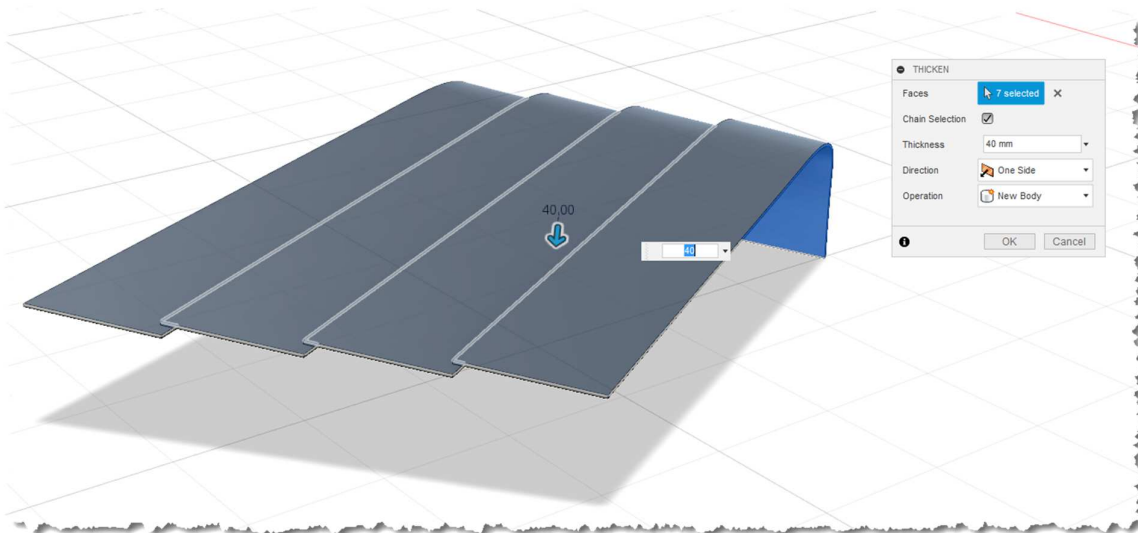 THICKEN
Faces 7 selected
Chain Selection
Thickness 40 mm
Direction One Side
Operation New Body
OK Cancel
40,00
40